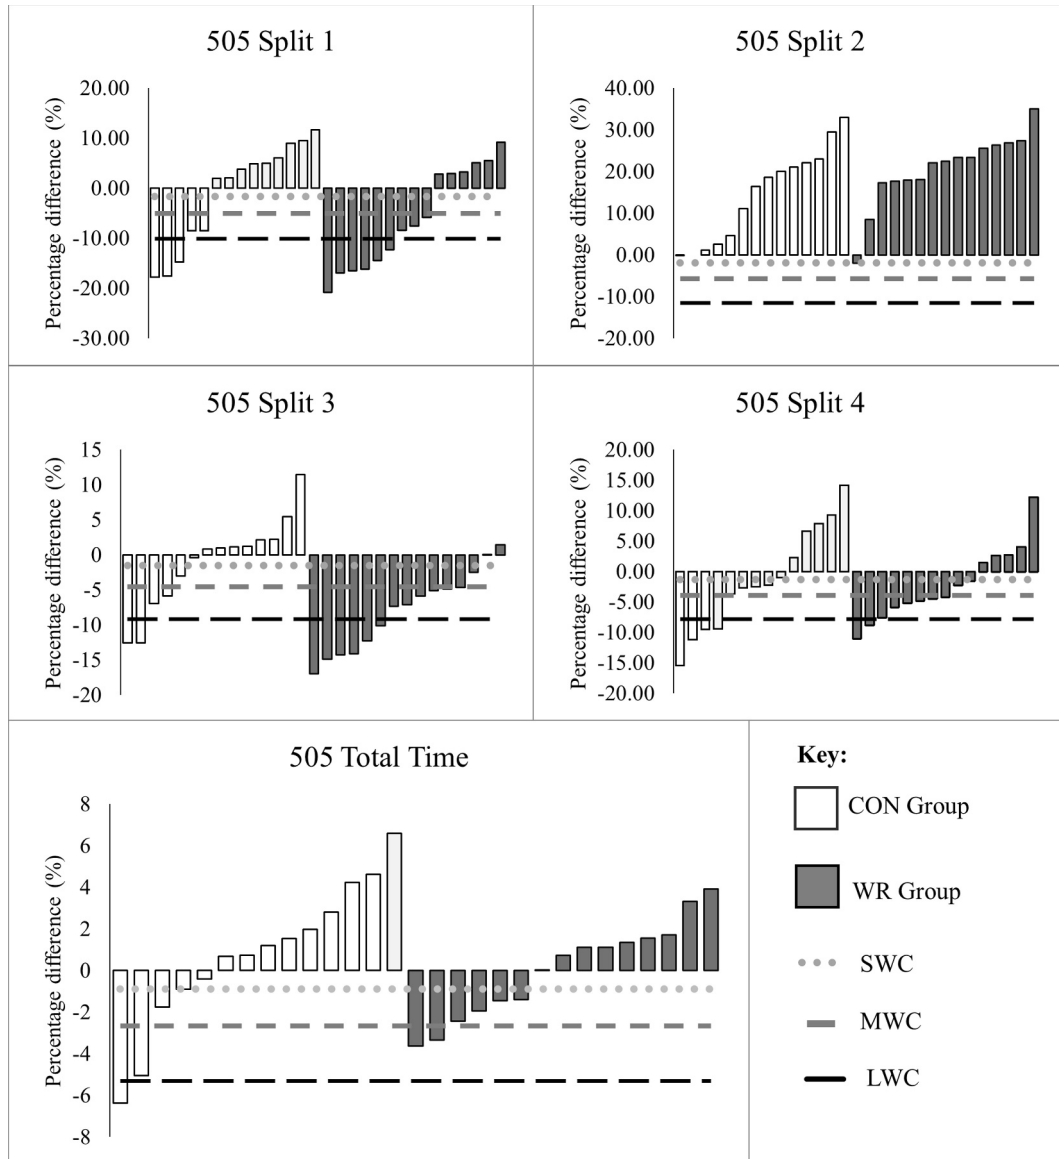 505 Split 1
Percentage difference (%)
20.00
10.00
0.00
-10.00
-20.00
-30.00
505 Split 2
Percentage difference (%)
40.00
30.00
20.00
10.00
0.00
-10.00
-20.00
505 Split 3
Percentage difference (%)
15
10
5
0
-5
-10
-15
-20
505 Split 4
Percentage difference (%)
20.00
15.00
10.00
5.00
0.00
-5.00
-10.00
-15.00
-20.00
505 Total Time
Percentage difference (%)
8
6
4
2
0
-2
-4
-6
-8
Key:
CON Group
WR Group
SWC
MWC
LWC